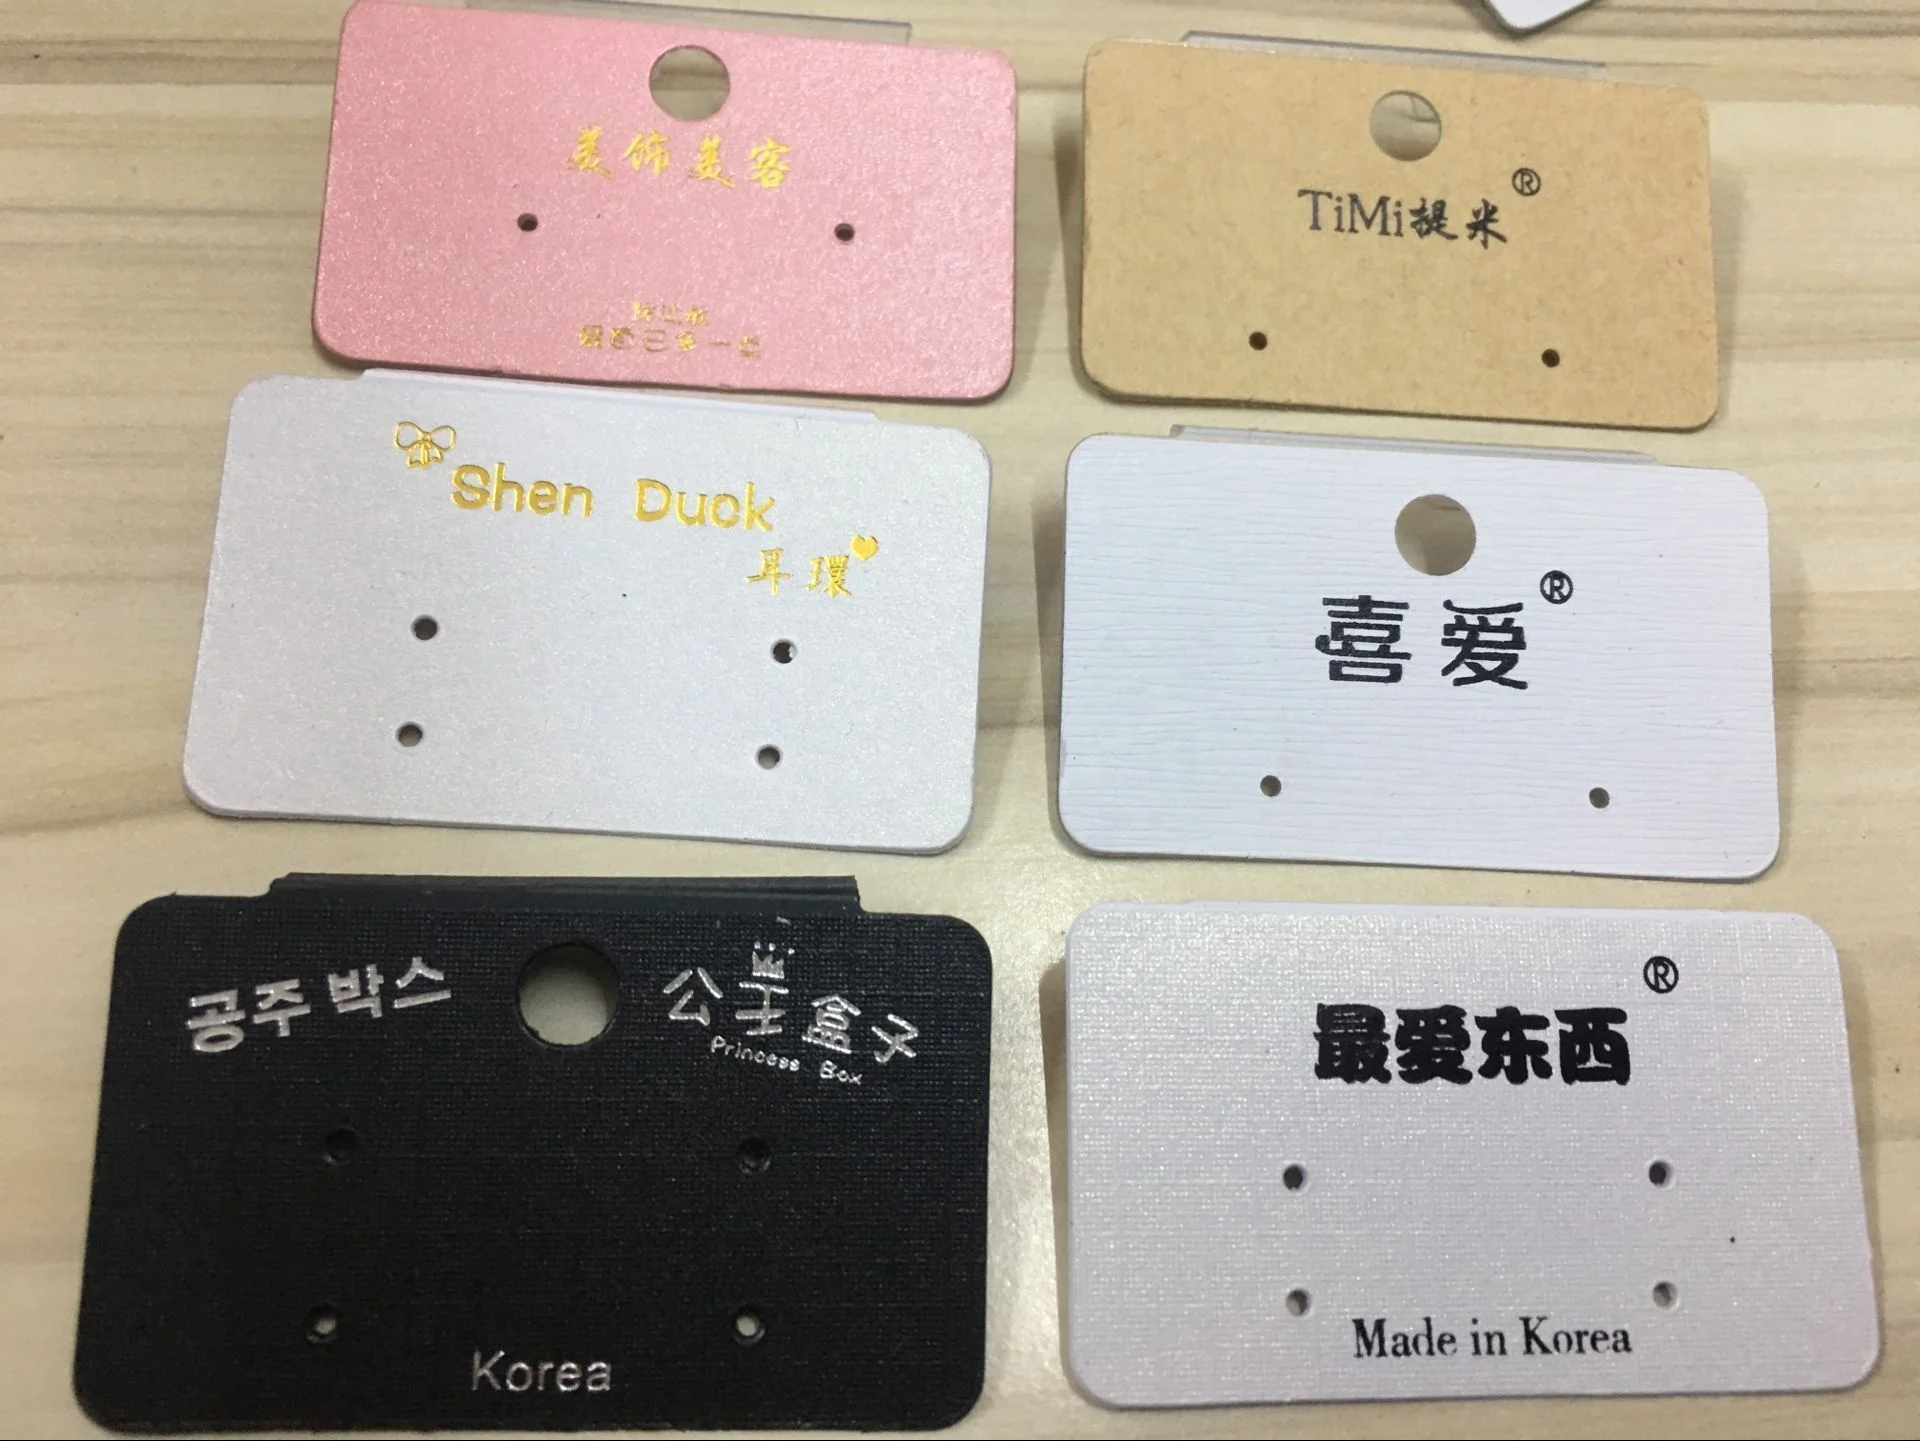 美饰美客
TiMi提米®
Shen Duck
耳環
喜爱®
공주박스
公主盒子
Princess Box
Korea
最爱东西®
Made in Korea